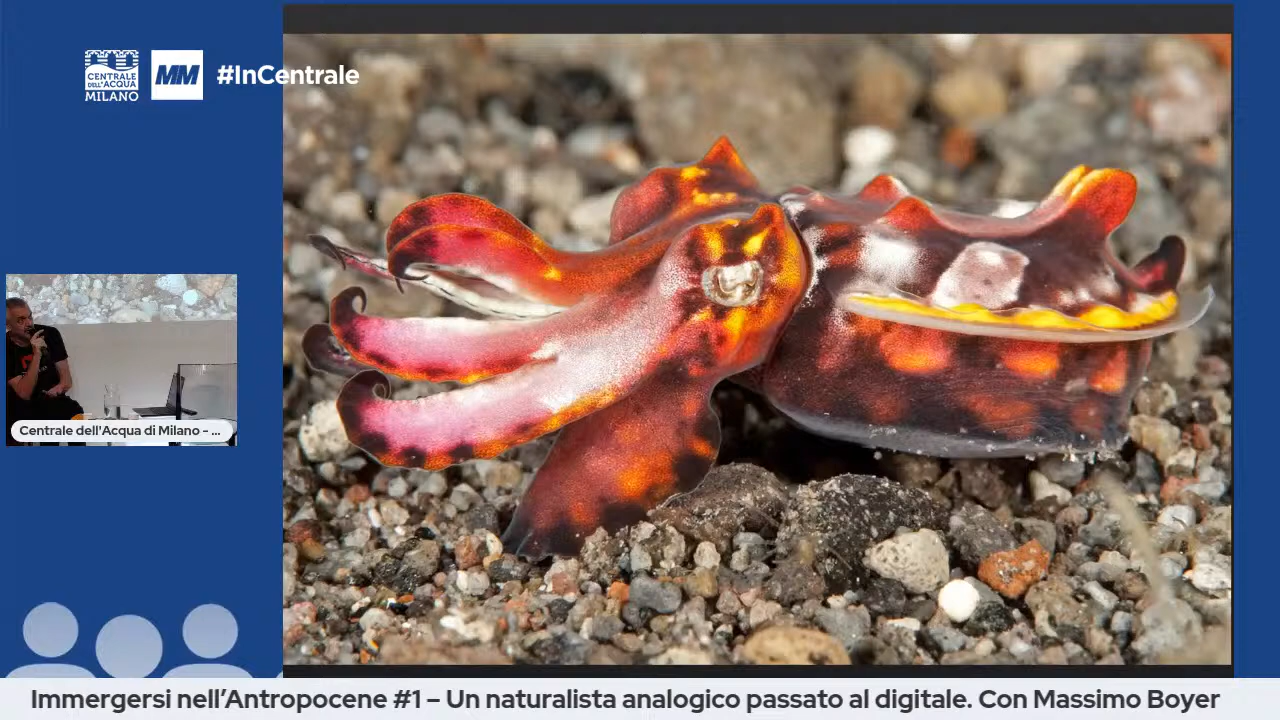 CENTRALE
DELL'ACQUA
MILANO
MM
#InCentrale
Centrale dell'Acqua di Milano - ...
Immergersi nell'Antropocene #1 – Un naturalista analogico passato al digitale. Con Massimo Boyer